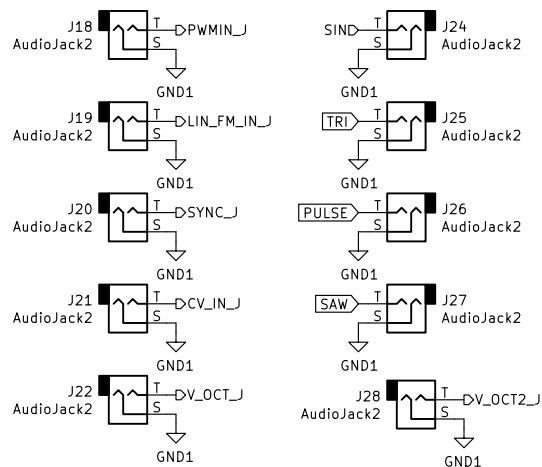 J18
AudioJack2
T
S
PWMIN_J
GND1
J19
AudioJack2
T
S
LIN_FM_IN_J
GND1
J20
AudioJack2
T
S
SYNC_J
GND1
J21
AudioJack2
T
S
CV_IN_J
GND1
J22
AudioJack2
T
S
V_OCT_J
GND1
SIN
T
S
J24
AudioJack2
GND1
TRI
T
S
J25
AudioJack2
GND1
PULSE
T
S
J26
AudioJack2
GND1
SAW
T
S
J27
AudioJack2
GND1
J28
AudioJack2
T
S
V_OCT2_J
GND1